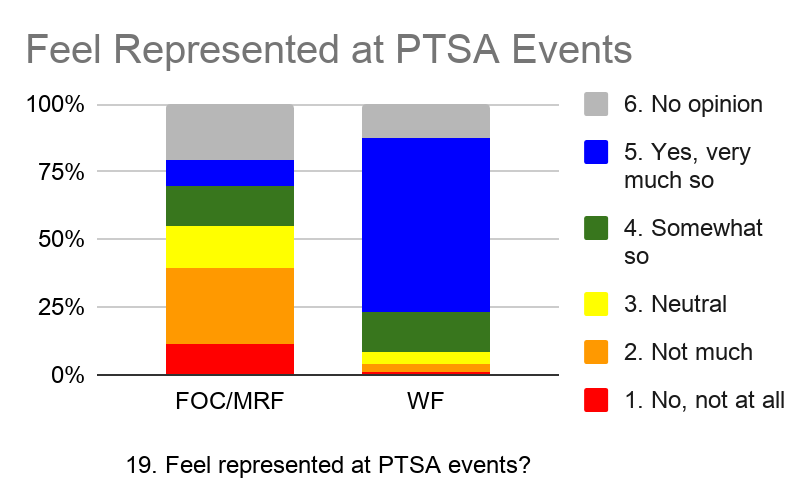 Feel Represented at PTSA Events
100%
75%
50%
25%
0%
FOC/MRF
WF
19. Feel represented at PTSA events?
6. No opinion
5. Yes, very
much so
4. Somewhat
so
3. Neutral
2. Not much
1. No, not at all